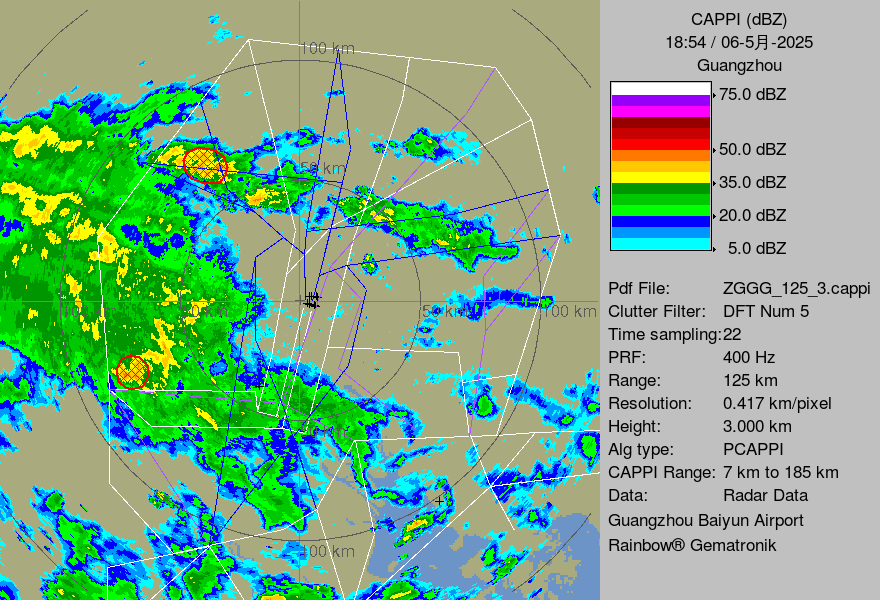 CAPPI (dBZ)
18:54 / 06-5月-2025
Guangzhou
75.0 dBZ
50.0 dBZ
35.0 dBZ
20.0 dBZ
5.0 dBZ
Pdf File: ZGGG_125_3.cappi
Clutter Filter: DFT Num 5
Time sampling:22
PRF: 400 Hz
Range: 125 km
Resolution: 0.417 km/pixel
Height: 3.000 km
Alg type: PCAPPI
CAPPI Range: 7 km to 185 km
Data: Radar Data
Guangzhou Baiyun Airport
Rainbow® Gematronik
100 km
50 km
50 km
100 km
100 km